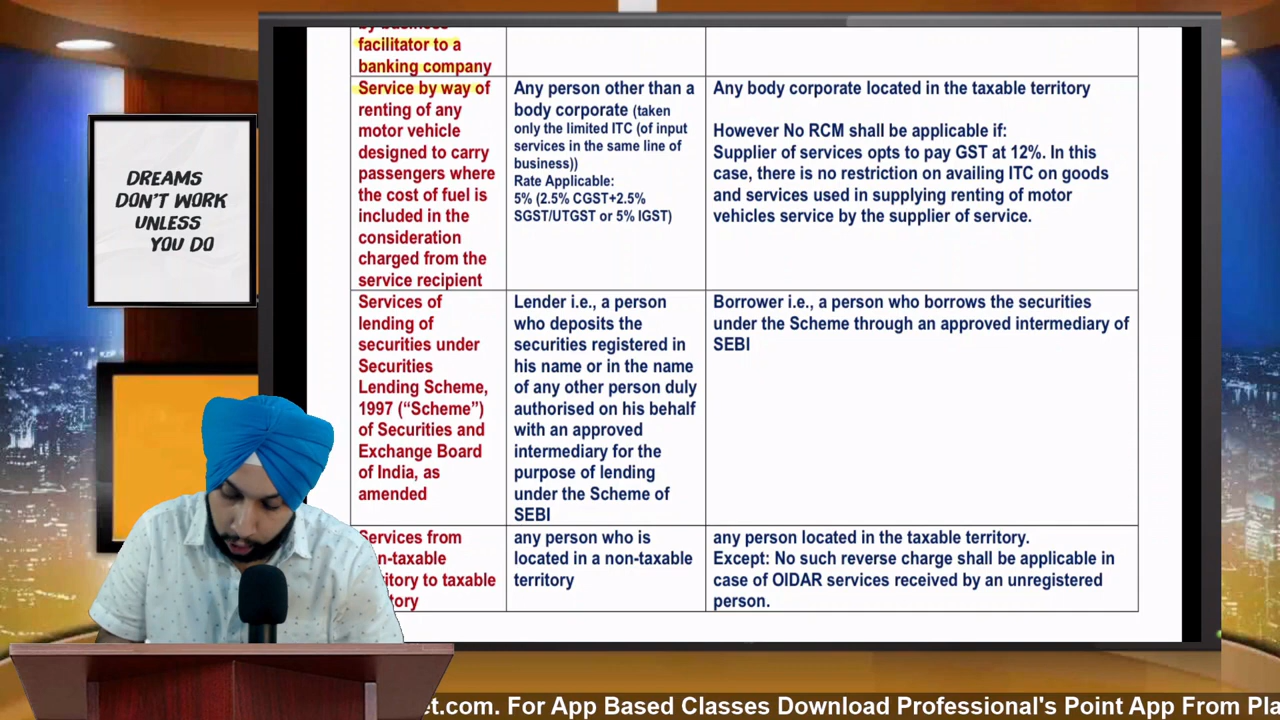 DREAMS
DON'T WORK
UNLESS
YOU DO
by business
facilitator to a
banking company
Service by way of
renting of any
motor vehicle
designed to carry
passengers where
the cost of fuel is
included in the
consideration
charged from the
service recipient
Any person other than a
body corporate (taken
only the limited ITC (of input
services in the same line of
business))
Rate Applicable:
5% (2.5% CGST+2.5%
SGST/UTGST or 5% IGST)
Any body corporate located in the taxable territory
However No RCM shall be applicable if:
Supplier of services opts to pay GST at 12%. In this
case, there is no restriction on availing ITC on goods
and services used in supplying renting of motor
vehicles service by the supplier of service.
Services of
lending of
securities under
Securities
Lending Scheme,
1997 (“Scheme”)
of Securities and
Exchange Board
of India, as
amended
Lender i.e., a person
who deposits the
securities registered in
his name or in the name
of any other person duly
authorised on his behalf
with an approved
intermediary for the
purpose of lending
under the Scheme of
SEBI
Borrower i.e., a person who borrows the securities
under the Scheme through an approved intermediary of
SEBI
Services from
n-taxable
itory to taxable
tory
any person who is
located in a non-taxable
territory
any person located in the taxable territory.
Except: No such reverse charge shall be applicable in
case of OIDAR services received by an unregistered
person.
et.com. For App Based Classes Download Professional's Point App From Pla